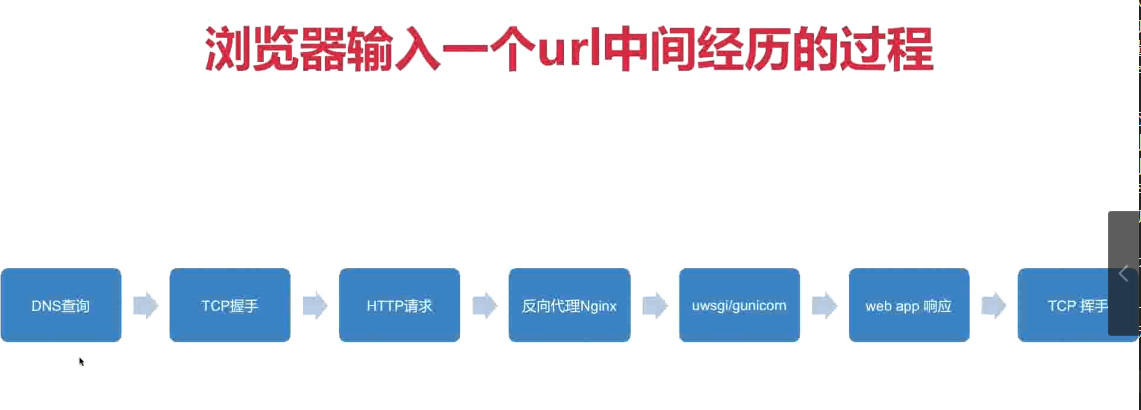 浏览器输入一个url中间经历的过程
DNS查询
TCP握手
HTTP请求
反向代理Nginx
uwsgi/gunicorn
web app 响应
TCP 挥手